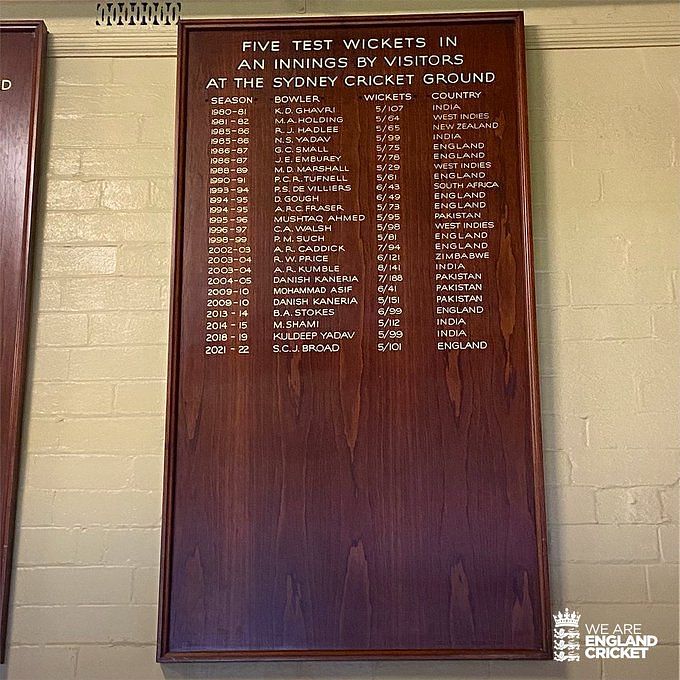 D
FIVE TEST WICKETS IN
AN INNINGS BY VISITORS
AT THE SYDNEY CRICKET GROUND
SEASON BOWLER WICKETS COUNTRY
1980-81 K.D. GHAVRI 5/107 INDIA
1981-82 M.A. HOLDING 5/64 WEST INDIES
1985-86 R.J. HADLEE 5/65 NEW ZEALAND
1985-86 N.S. YADAV 5/99 INDIA
1986-87 G.C. SMALL 5/75 ENGLAND
1986-87 J.E. EMBUREY 7/78 ENGLAND
1988-89 M.D. MARSHALL 5/29 WEST INDIES
1990-91 P.C.R. TUFNELL 5/61 ENGLAND
1993-94 P.S. DE VILLIERS 6/43 SOUTH AFRICA
1994-95 D. GOUGH 6/49 ENGLAND
1994-95 A.R.C. FRASER 5/73 ENGLAND
1995-96 MUSHTAQ AHMED 5/95 PAKISTAN
1996-97 C.A. WALSH 5/98 WEST INDIES
1998-99 P.M. SUCH 5/81 ENGLAND
2002-03 A.R. CADDICK 7/94 ENGLAND
2003-04 R.W. PRICE 6/121 ZIMBABWE
2003-04 A.R. KUMBLE 8/141 INDIA
2004-05 DANISH KANERIA 7/188 PAKISTAN
2009-10 MOHAMMAD ASIF 6/41 PAKISTAN
2009-10 DANISH KANERIA 5/151 PAKISTAN
2013-14 B.A. STOKES 6/99 ENGLAND
2014-15 M. SHAMI 5/112 INDIA
2018-19 KULDEEP YADAV 5/99 INDIA
2021-22 S.C.J. BROAD 5/101 ENGLAND
WE ARE
ENGLAND
CRICKET